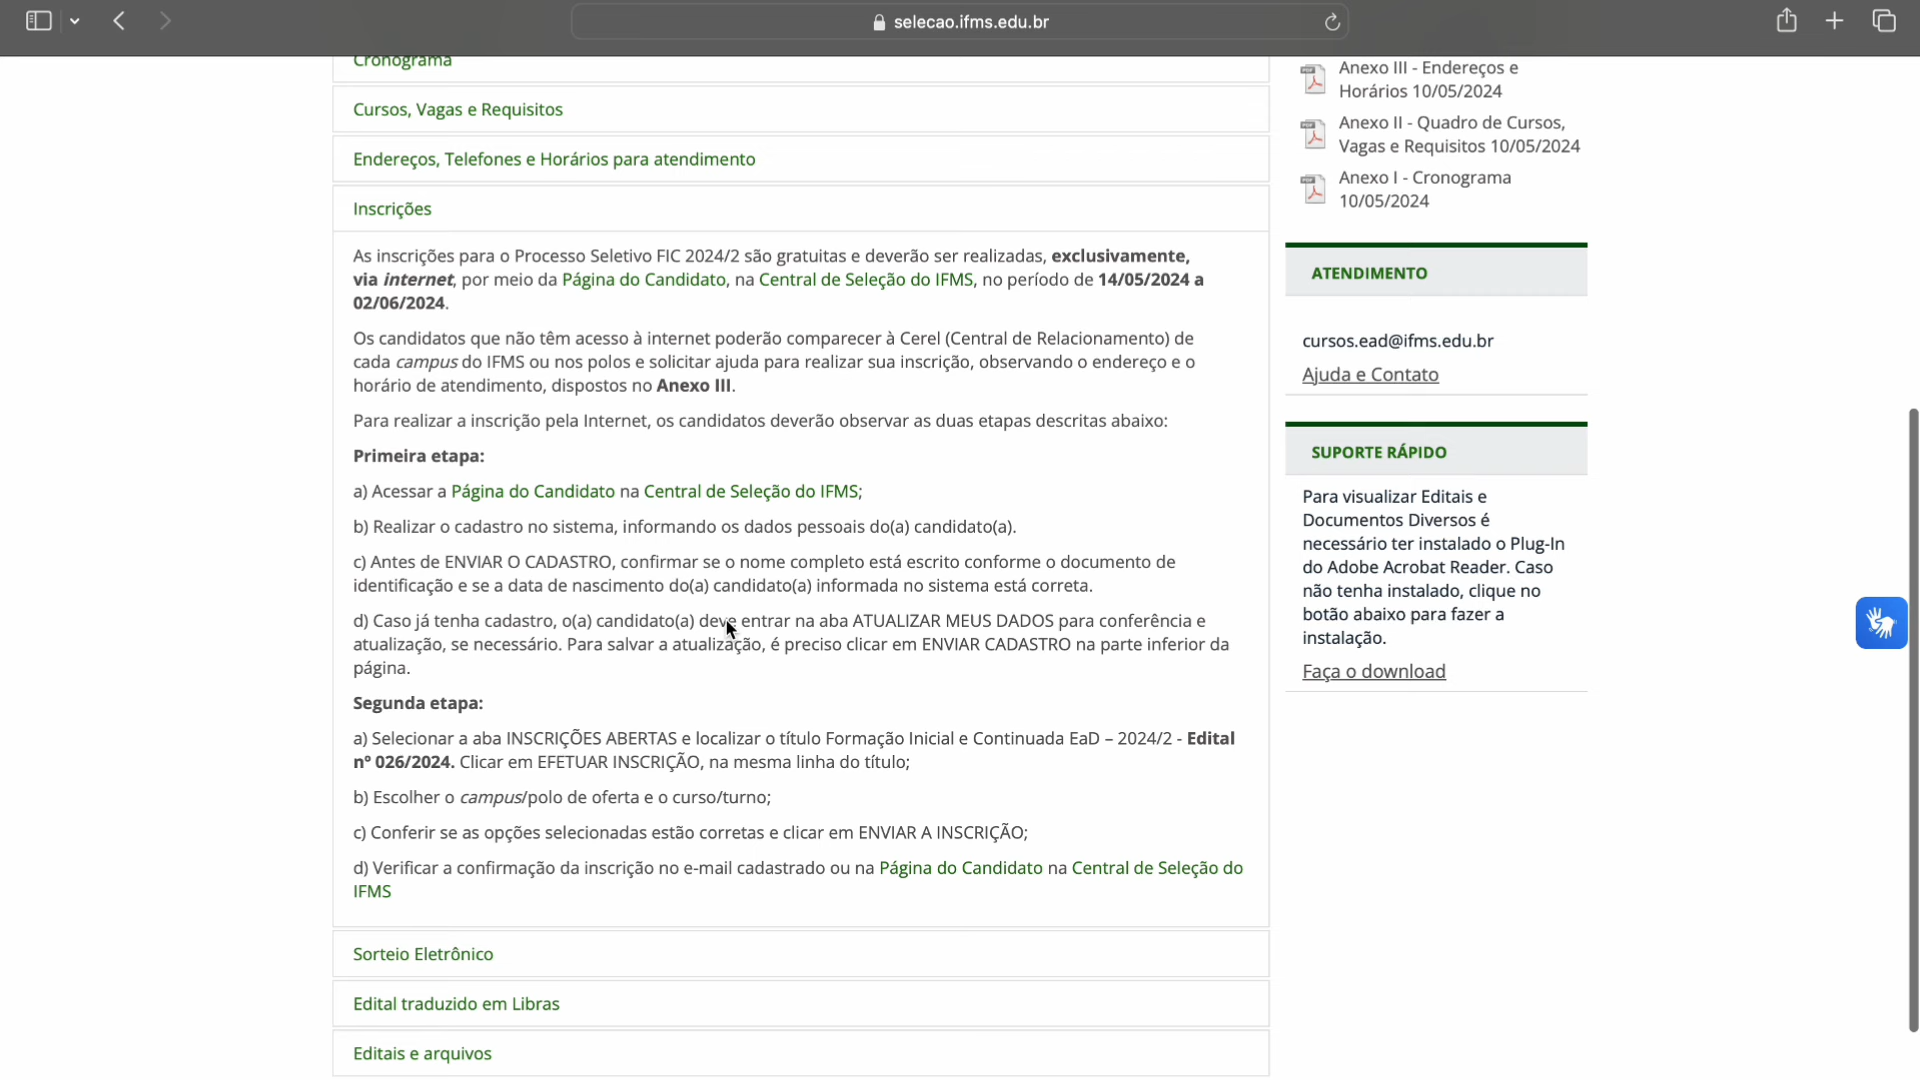 selecao.ifms.edu.br
Cronograma
Cursos, Vagas e Requisitos
Endereços, Telefones e Horários para atendimento
Inscrições
As inscrições para o Processo Seletivo FIC 2024/2 são gratuitas e deverão ser realizadas, exclusivamente,
via internet, por meio da Página do Candidato, na Central de Seleção do IFMS, no período de 14/05/2024 a
02/06/2024.
Os candidatos que não têm acesso à internet poderão comparecer à Cerel (Central de Relacionamento) de
cada campus do IFMS ou nos polos e solicitar ajuda para realizar sua inscrição, observando o endereço e o
horário de atendimento, dispostos no Anexo III.
Para realizar a inscrição pela Internet, os candidatos deverão observar as duas etapas descritas abaixo:
Primeira etapa:
a) Acessar a Página do Candidato na Central de Seleção do IFMS;
b) Realizar o cadastro no sistema, informando os dados pessoais do(a) candidato(a).
c) Antes de ENVIAR O CADASTRO, confirmar se o nome completo está escrito conforme o documento de
identificação e se a data de nascimento do(a) candidato(a) informada no sistema está correta.
d) Caso já tenha cadastro, o(a) candidato(a) deve entrar na aba ATUALIZAR MEUS DADOS para conferência e
atualização, se necessário. Para salvar a atualização, é preciso clicar em ENVIAR CADASTRO na parte inferior da
página.
Segunda etapa:
a) Selecionar a aba INSCRIÇÕES ABERTAS e localizar o título Formação Inicial e Continuada EaD – 2024/2 - Edital
nº 026/2024. Clicar em EFETUAR INSCRIÇÃO, na mesma linha do título;
b) Escolher o campus/polo de oferta e o curso/turno;
c) Conferir se as opções selecionadas estão corretas e clicar em ENVIAR A INSCRIÇÃO;
d) Verificar a confirmação da inscrição no e-mail cadastrado ou na Página do Candidato na Central de Seleção do
IFMS
Sorteio Eletrônico
Edital traduzido em Libras
Editais e arquivos
Anexo III - Endereços e
Horários 10/05/2024
Anexo II - Quadro de Cursos,
Vagas e Requisitos 10/05/2024
Anexo I - Cronograma
10/05/2024
ATENDIMENTO
cursos.ead@ifms.edu.br
Ajuda e Contato
SUPORTE RÁPIDO
Para visualizar Editais e
Documentos Diversos é
necessário ter instalado o Plug-In
do Adobe Acrobat Reader. Caso
não tenha instalado, clique no
botão abaixo para fazer a
instalação.
Faça o download